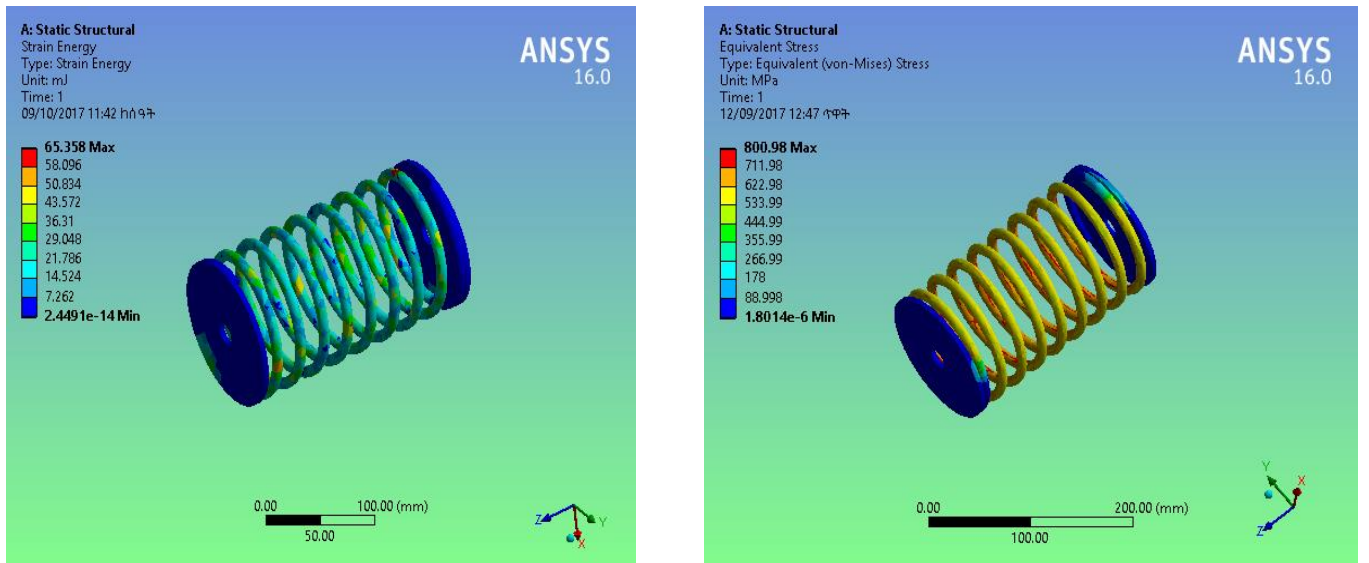 A: Static Structural
Strain Energy
Type: Strain Energy
Unit: mJ
Time: 1
09/10/2017 11:42 ከሰዓት
ANSYS
16.0
65.358 Max
58.096
50.834
43.572
36.31
29.048
21.786
14.524
7.262
2.4491e-14 Min
0.00
100.00 (mm)
50.00
Z
Y
X
A: Static Structural
Equivalent Stress
Type: Equivalent (von-Mises) Stress
Unit: MPa
Time: 1
12/09/2017 12:47 ጥዋት
ANSYS
16.0
800.98 Max
711.98
622.98
533.99
444.99
355.99
266.99
178
88.998
1.8014e-6 Min
0.00
200.00 (mm)
100.00
Y
X
Z